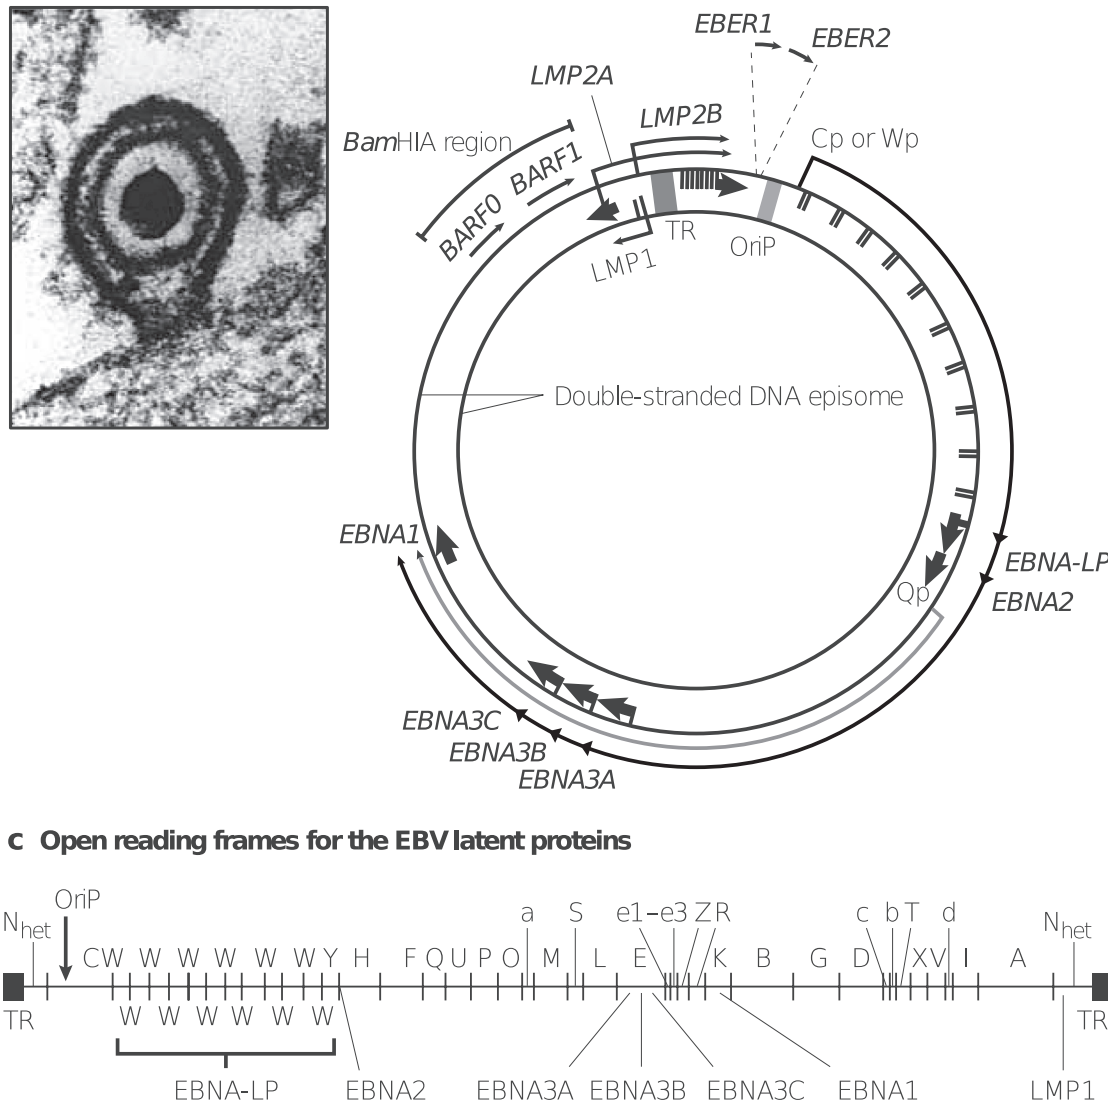 EBER1
EBER2
LMP2A
LMP2B
BamHIA region
Cp or Wp
BARF1
BARF0
TR
OriP
LMP1
Double-stranded DNA episome
EBNA1
EBNA-LP
Qp
EBNA2
EBNA3C
EBNA3B
EBNA3A
c Open reading frames for the EBV latent proteins
OriP
Nhet a S e1–e3 Z R c b T d Nhet
C W W W W W W Y H F Q U P O M L E K B G D X V I A
TR W W W W W W TR
EBNA-LP EBNA2 EBNA3A EBNA3B EBNA3C EBNA1 LMP1